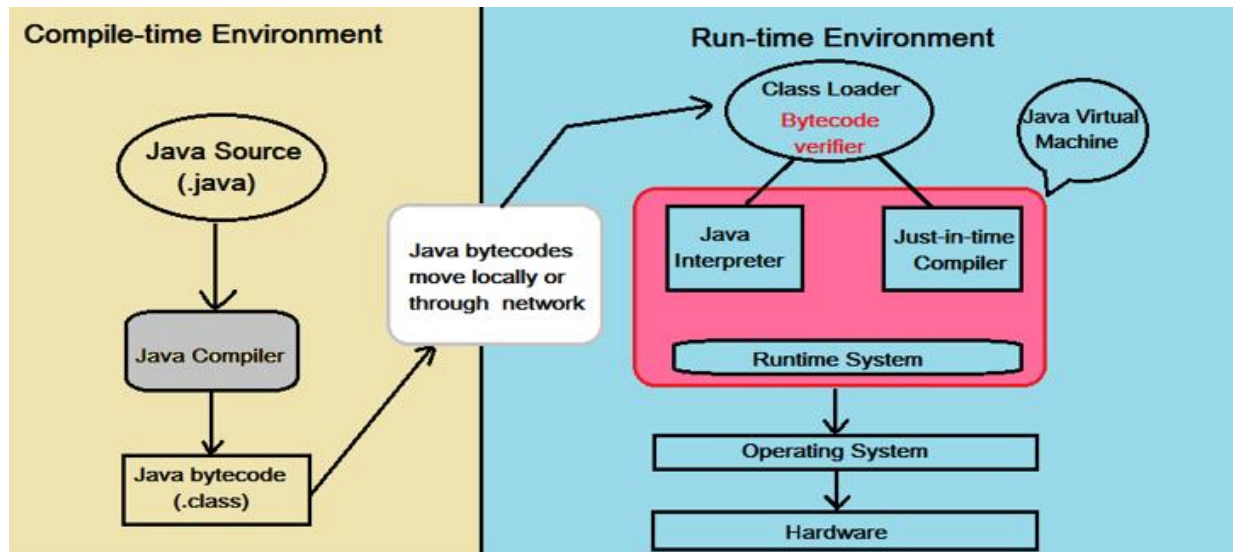 Compile-time Environment
Java Source
(.java)
Java Compiler
Java bytecode
(.class)
Java bytecodes
move locally or
through network
Run-time Environment
Class Loader
Bytecode
verifier
Java Virtual
Machine
Java
Interpreter
Just-in-time
Compiler
Runtime System
Operating System
Hardware